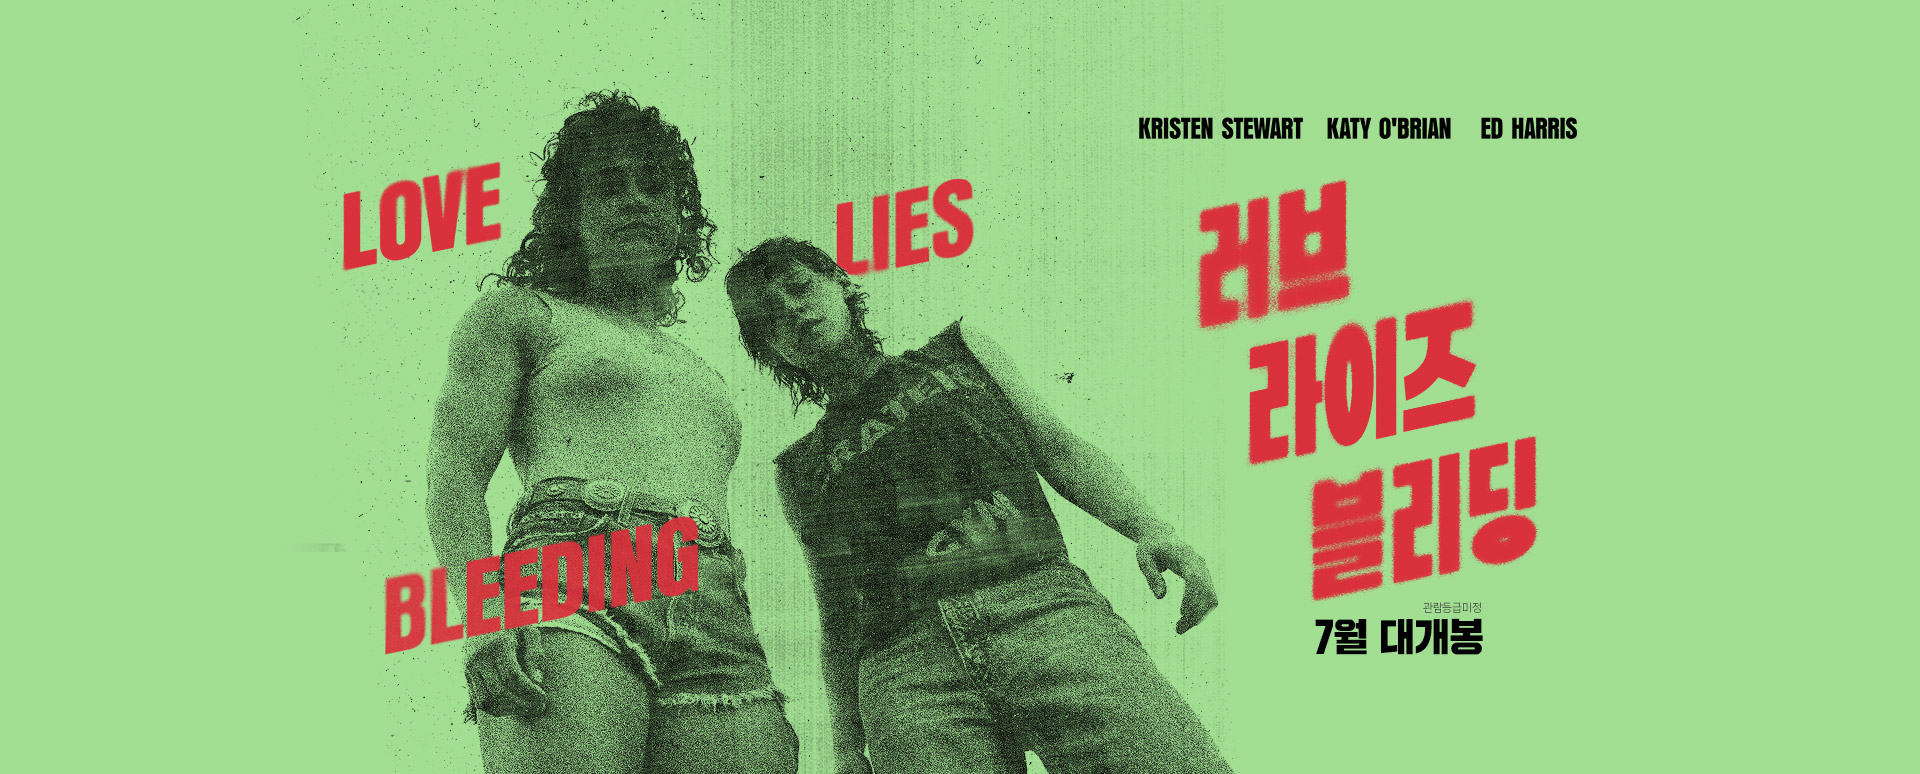 KRISTEN STEWART KATY O'BRIAN ED HARRIS
LOVE
LIES
BLEEDING
러브
라이즈
블리딩
관람등급미정
7월 대개봉